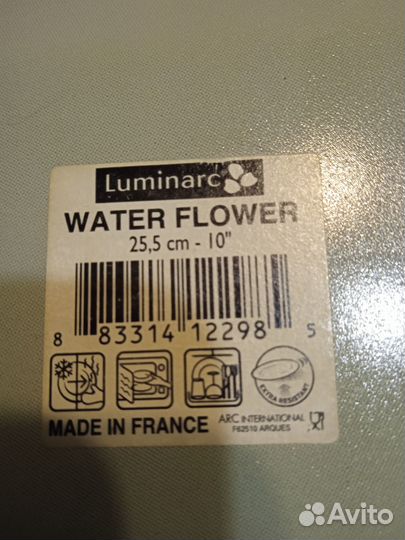 Luminarc
WATER FLOWER
25,5 cm - 10"
8 83314 12298 5
EXTRA RESISTANT
MADE IN FRANCE
ARC INTERNATIONAL
F62510 ARQUES
Avito